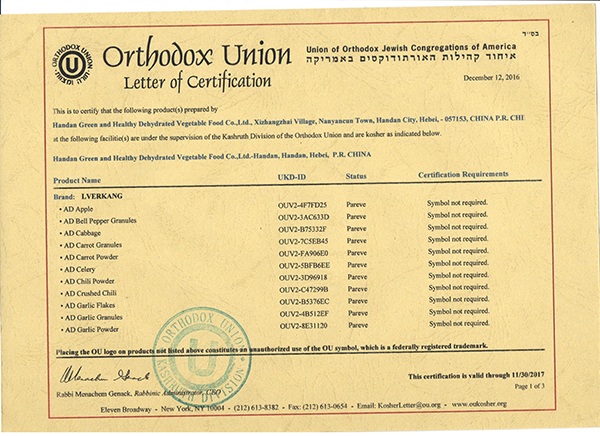 בס"ד
ORTHODOX UNION
Orthodox Union
Letter of Certification
Union of Orthodox Jewish Congregations of America
איחוד קהילות האורתודוקסים באמריקה
December 12, 2016
This is to certify that the following product(s) prepared by
Handan Green and Healthy Dehydrated Vegetable Food Co.,Ltd., Xizhangzhai Village, Nanyancun Town, Handan City, Hebei, - 057153, CHINA P.R. CHI
at the following facilitie(s) are under the supervision of the Kashruth Division of the Orthodox Union and are kosher as indicated below.
Handan Green and Healthy Dehydrated Vegetable Food Co.,Ltd.-Handan, Handan, Hebei, P.R. CHINA
Product Name UKD-ID Status Certification Requirements
Brand: LVERKANG
• AD Apple OUV2-4F7FD25 Pareve Symbol not required.
• AD Bell Pepper Granules OUV2-3AC633D Pareve Symbol not required.
• AD Cabbage OUV2-B75332F Pareve Symbol not required.
• AD Carrot Granules OUV2-7C5EB45 Pareve Symbol not required.
• AD Carrot Powder OUV2-FA906E0 Pareve Symbol not required.
• AD Celery OUV2-5BFB6EE Pareve Symbol not required.
• AD Chili Powder OUV2-3D96918 Pareve Symbol not required.
• AD Crushed Chili OUV2-C47299B Pareve Symbol not required.
• AD Garlic Flakes OUV2-B5376EC Pareve Symbol not required.
• AD Garlic Granules OUV2-4B512EF Pareve Symbol not required.
• AD Garlic Powder OUV2-8E31120 Pareve Symbol not required.
ORTHODOX UNION
KASHRUTH DIVISION
Placing the OU logo on products not listed above constitutes an unauthorized use of the OU symbol, which is a federally registered trademark.
Menachem Genack
Rabbi Menachem Genack, Rabbinic Administrator, CEO
This certification is valid through 11/30/2017
Page 1 of 3
Eleven Broadway - New York, NY 10004 - (212) 613-8382 - Fax: (212) 613-0654 - Email: KosherLetter@ou.org - www.oukosher.org